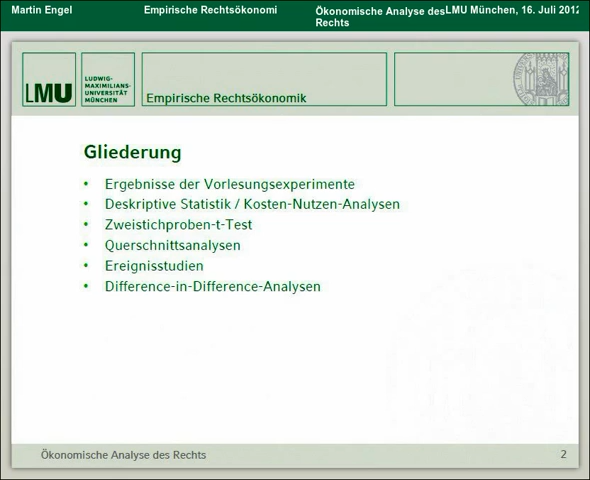 Martin Engel
Empirische Rechtsökonomi
Ökonomische Analyse des
Rechts
LMU München, 16. Juli 2012
LMU
LUDWIG-
MAXIMILIANS-
UNIVERSITÄT
MÜNCHEN
Empirische Rechtsökonomik
Gliederung
• Ergebnisse der Vorlesungsexperimente
• Deskriptive Statistik / Kosten-Nutzen-Analysen
• Zweistichproben-t-Test
• Querschnittsanalysen
• Ereignisstudien
• Difference-in-Difference-Analysen
Ökonomische Analyse des Rechts
2